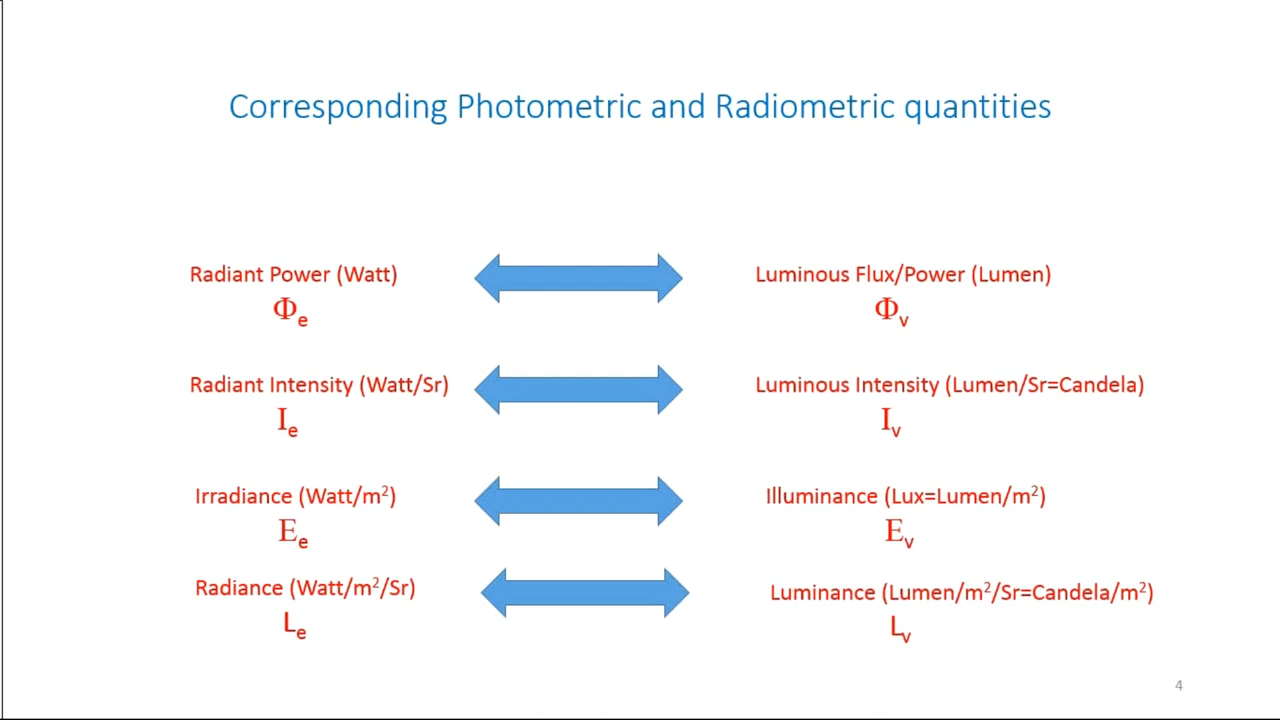 Corresponding Photometric and Radiometric quantities
Radiant Power (Watt)
Φe
Luminous Flux/Power (Lumen)
Φv
Radiant Intensity (Watt/Sr)
Ie
Luminous Intensity (Lumen/Sr=Candela)
Iv
Irradiance (Watt/m²)
Ee
Illuminance (Lux=Lumen/m²)
Ev
Radiance (Watt/m²/Sr)
Le
Luminance (Lumen/m²/Sr=Candela/m²)
Lv
4